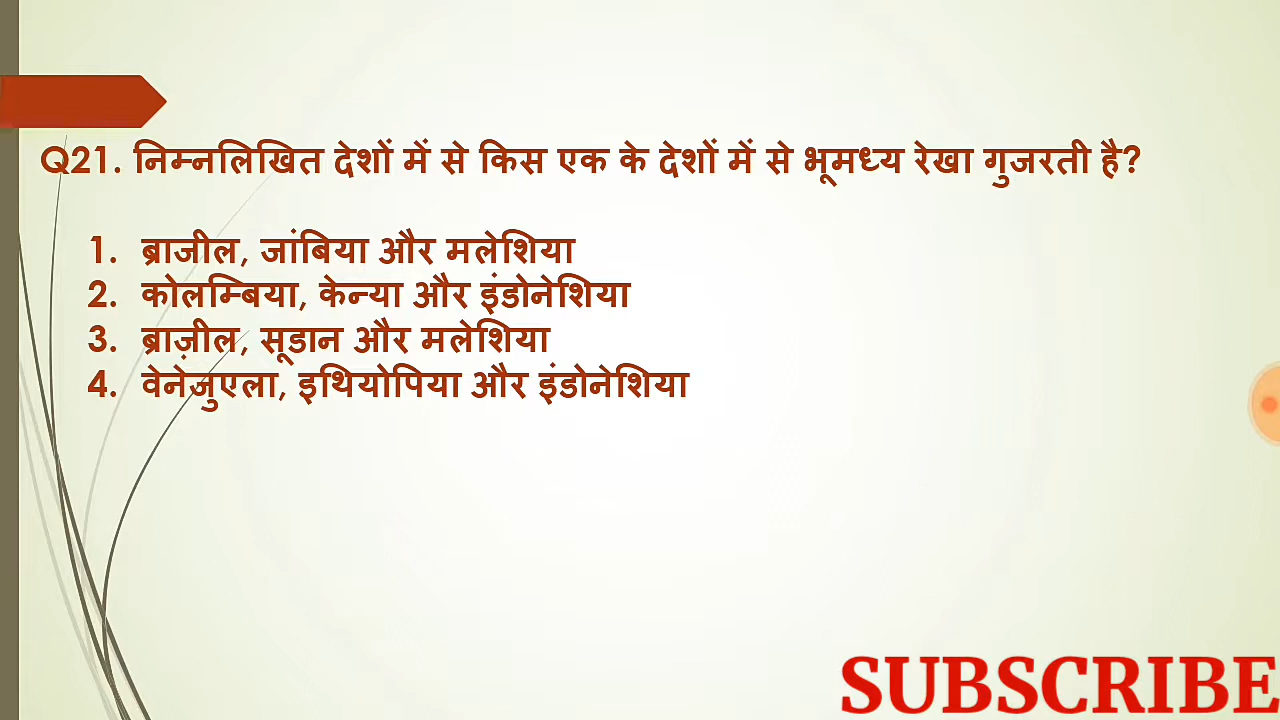 Q21. निम्नलिखित देशों में से किस एक के देशों में से भूमध्य रेखा गुजरती है?
1. ब्राजील, जांबिया और मलेशिया
2. कोलम्बिया, केन्या और इंडोनेशिया
3. ब्राज़ील, सूडान और मलेशिया
4. वेनेजुएला, इथियोपिया और इंडोनेशिया
SUBSCRIBE